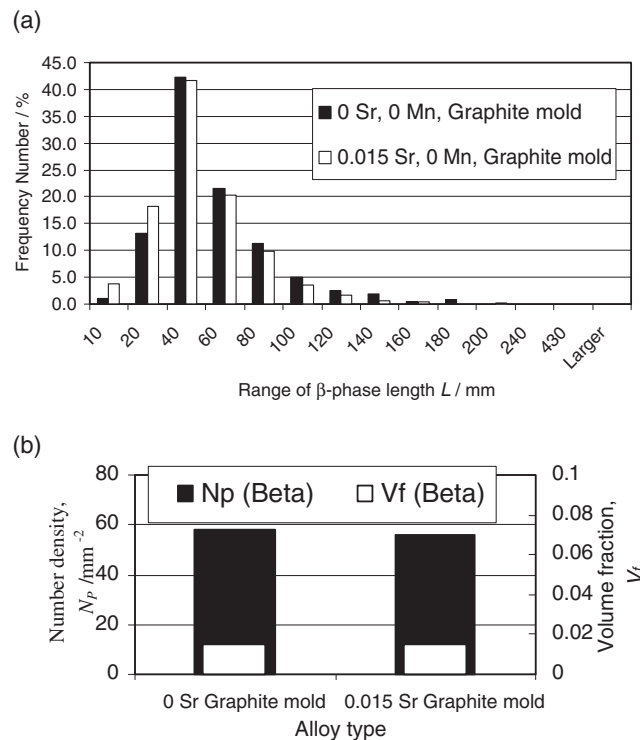 (a)
45.0
40.0
35.0
30.0
25.0
20.0
15.0
10.0
5.0
0.0
Frequency Number / %
0 Sr, 0 Mn, Graphite mold
0.015 Sr, 0 Mn, Graphite mold
10 20 40 60 80 100 120 140 160 180 200 240 430 Larger
Range of β-phase length L / mm
(b)
80
60
40
20
0
Number density,
N_P /mm⁻²
Np (Beta) Vf (Beta)
0.1
0.08
0.06
0.04
0.02
0
Volume fraction,
V_f
0 Sr Graphite mold 0.015 Sr Graphite mold
Alloy type